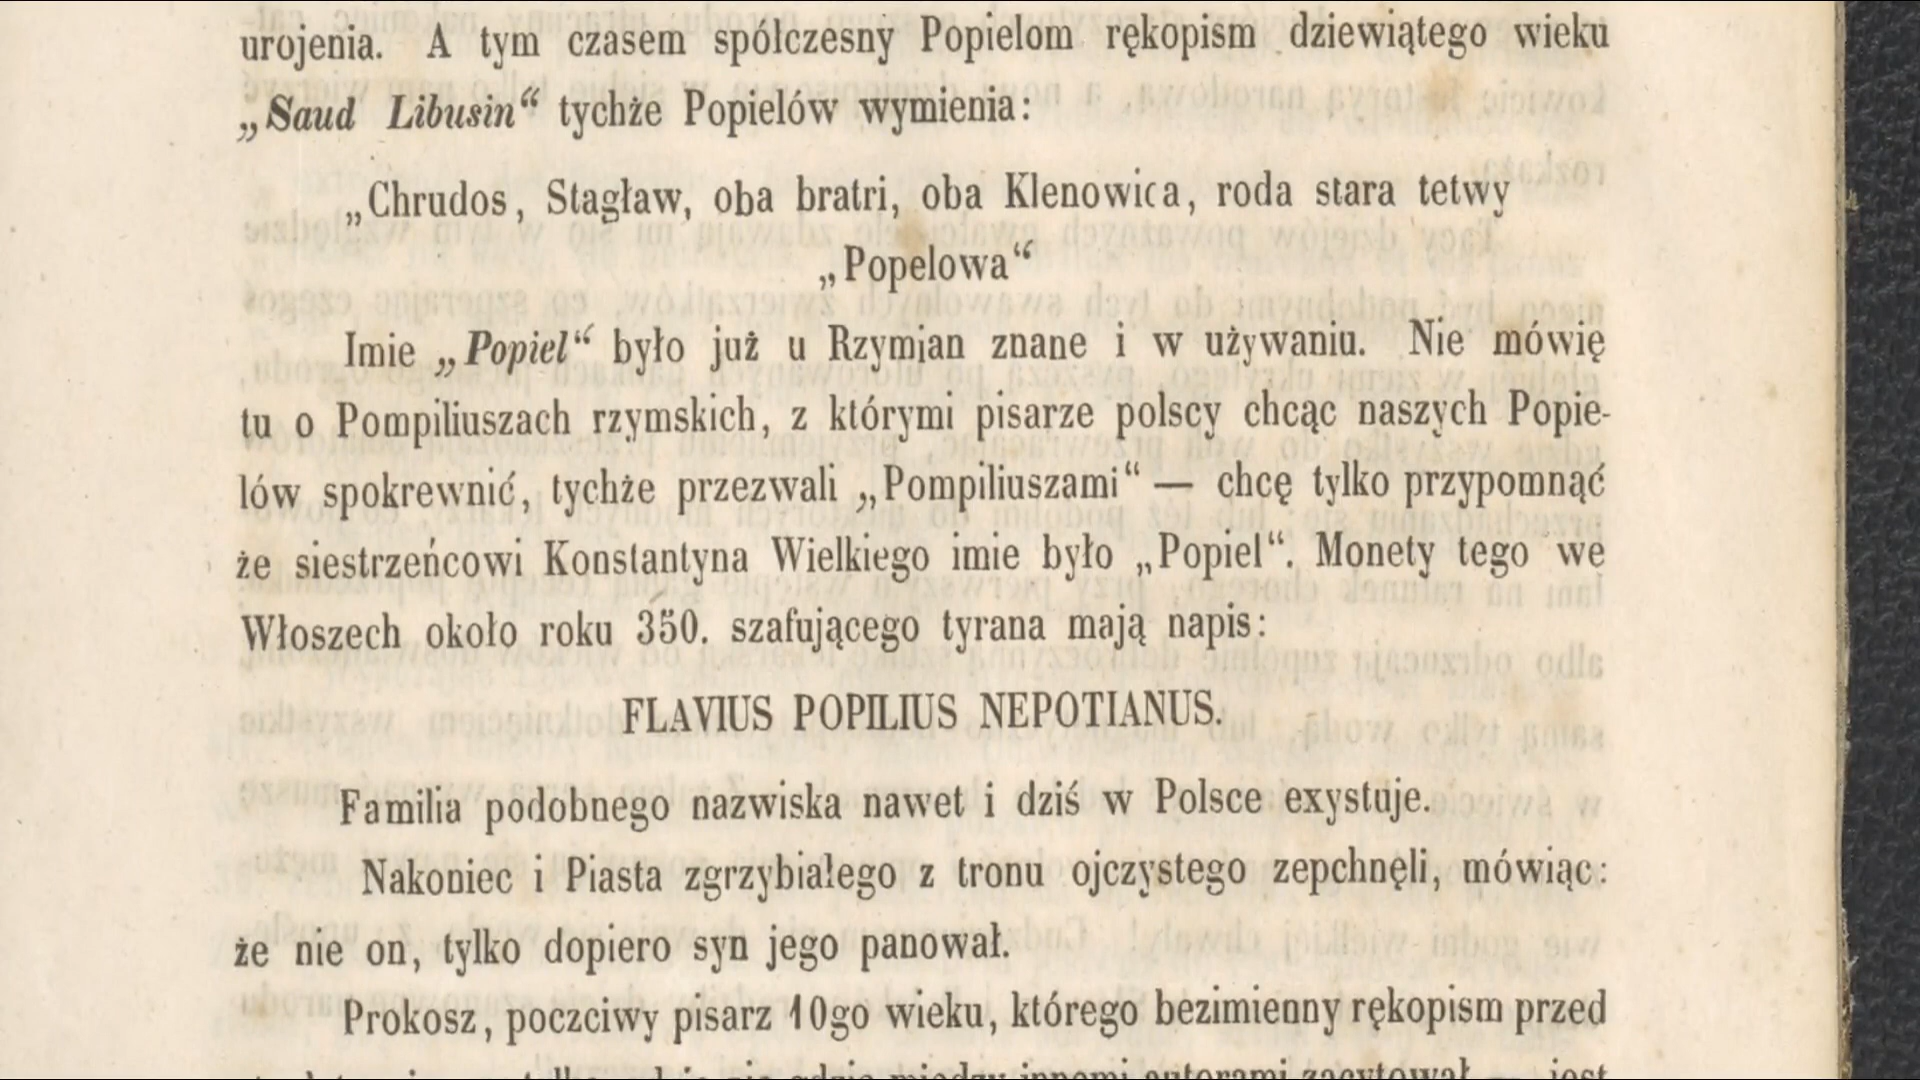 urojenia. A tym czasem spółczesny Popielom rękopism dziewiątego wieku
„Saud Libusin“ tychże Popielów wymienia:
„Chrudos, Stagław, oba bratri, oba Klenowica, roda stara tetwy
„Popelowa“
Imie „Popiel“ było już u Rzymian znane i w używaniu. Nie mówię
tu o Pompiliuszach rzymskich, z którymi pisarze polscy chcąc naszych Popie-
lów spokrewnić, tychże przezwali „Pompiliuszami“ — chcę tylko przypomnąć
że siestrzeńcowi Konstantyna Wielkiego imie było „Popiel“. Monety tego we
Włoszech około roku 350. szafującego tyrana mają napis:
FLAVIUS POPILIUS NEPOTIANUS.
Familia podobnego nazwiska nawet i dziś w Polsce exystuje.
Nakoniec i Piasta zgrzybiałego z tronu ojczystego zepchnęli, mówiąc:
że nie on, tylko dopiero syn jego panował.
Prokosz, poczciwy pisarz 10go wieku, którego bezimienny rękopism przed
między innemi autorami zacytował jest